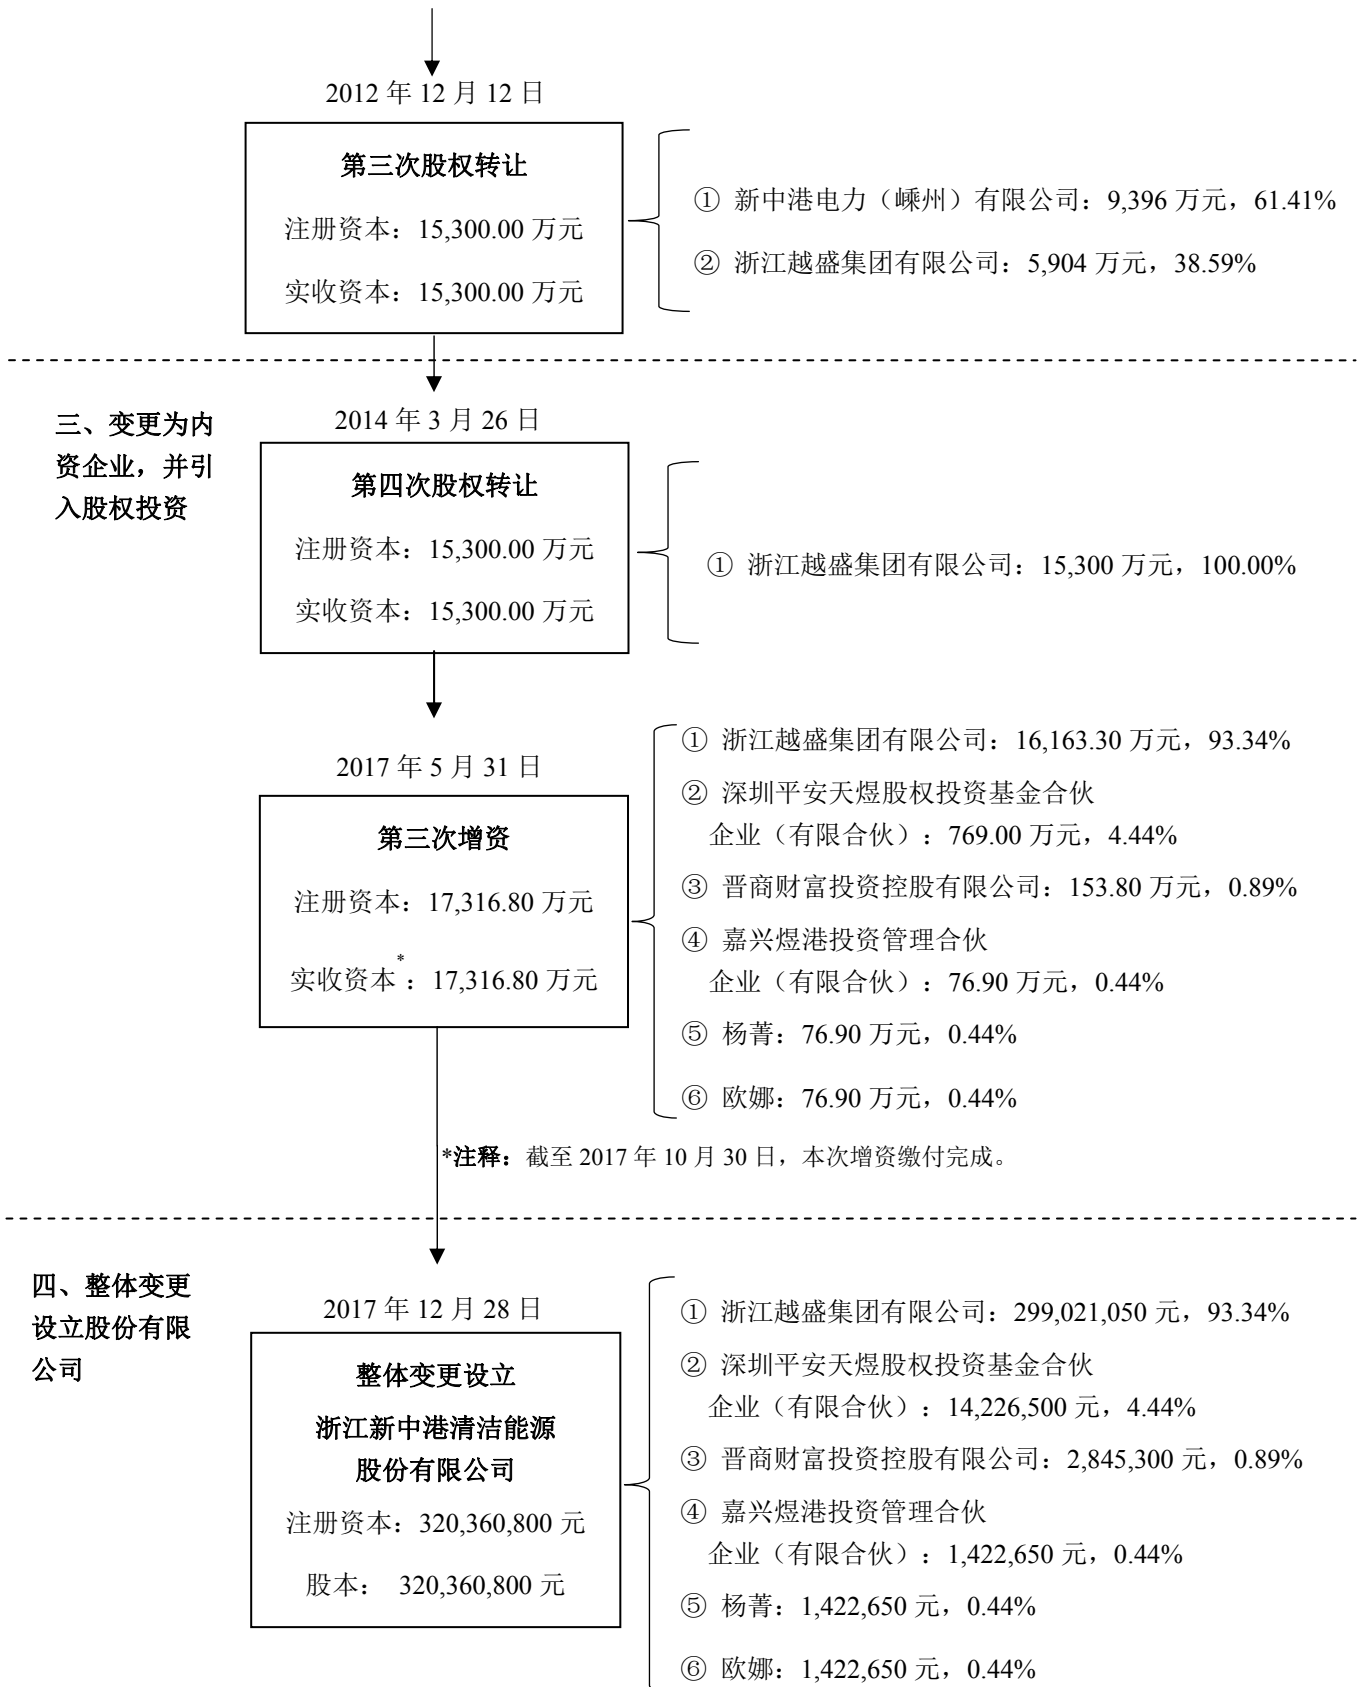 2012 年 12 月 12 日
第三次股权转让
注册资本：15,300.00 万元
实收资本：15,300.00 万元
① 新中港电力（嵊州）有限公司：9,396 万元，61.41%
② 浙江越盛集团有限公司：5,904 万元，38.59%
三、变更为内
资企业，并引
入股权投资
2014 年 3 月 26 日
第四次股权转让
注册资本：15,300.00 万元
实收资本：15,300.00 万元
① 浙江越盛集团有限公司：15,300 万元，100.00%
2017 年 5 月 31 日
第三次增资
注册资本：17,316.80 万元
实收资本*：17,316.80 万元
① 浙江越盛集团有限公司：16,163.30 万元，93.34%
② 深圳平安天煜股权投资基金合伙
企业（有限合伙）：769.00 万元，4.44%
③ 晋商财富投资控股有限公司：153.80 万元，0.89%
④ 嘉兴煜港投资管理合伙
企业（有限合伙）：76.90 万元，0.44%
⑤ 杨菁：76.90 万元，0.44%
⑥ 欧娜：76.90 万元，0.44%
*注释：截至 2017 年 10 月 30 日，本次增资缴付完成。
四、整体变更
设立股份有限
公司
2017 年 12 月 28 日
整体变更设立
浙江新中港清洁能源
股份有限公司
注册资本：320,360,800 元
股本： 320,360,800 元
① 浙江越盛集团有限公司：299,021,050 元，93.34%
② 深圳平安天煜股权投资基金合伙
企业（有限合伙）：14,226,500 元，4.44%
③ 晋商财富投资控股有限公司：2,845,300 元，0.89%
④ 嘉兴煜港投资管理合伙
企业（有限合伙）：1,422,650 元，0.44%
⑤ 杨菁：1,422,650 元，0.44%
⑥ 欧娜：1,422,650 元，0.44%